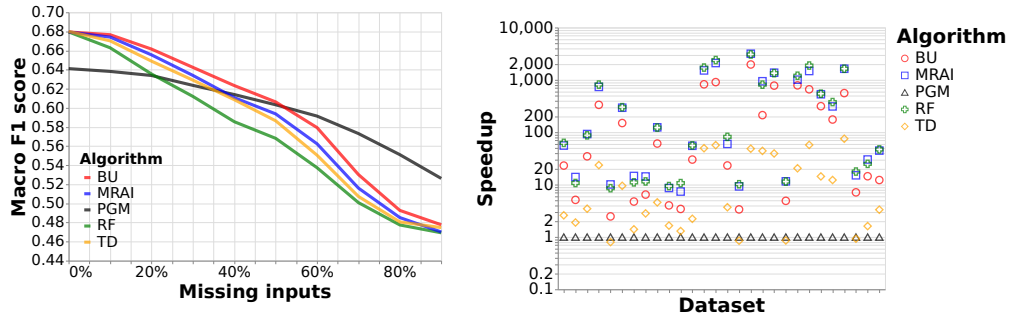 0.70
0.68
0.66
0.64
0.62
0.60
0.58
0.56
0.54
0.52
0.50
0.48
0.46
0.44
Macro F1 score
Algorithm
BU
MRAI
PGM
RF
TD
0% 20% 40% 60% 80%
Missing inputs
10,000
2,000
1,000
200
100
20
10
2
1
0.2
0.1
Speedup
Dataset
Algorithm
BU
MRAI
PGM
RF
TD